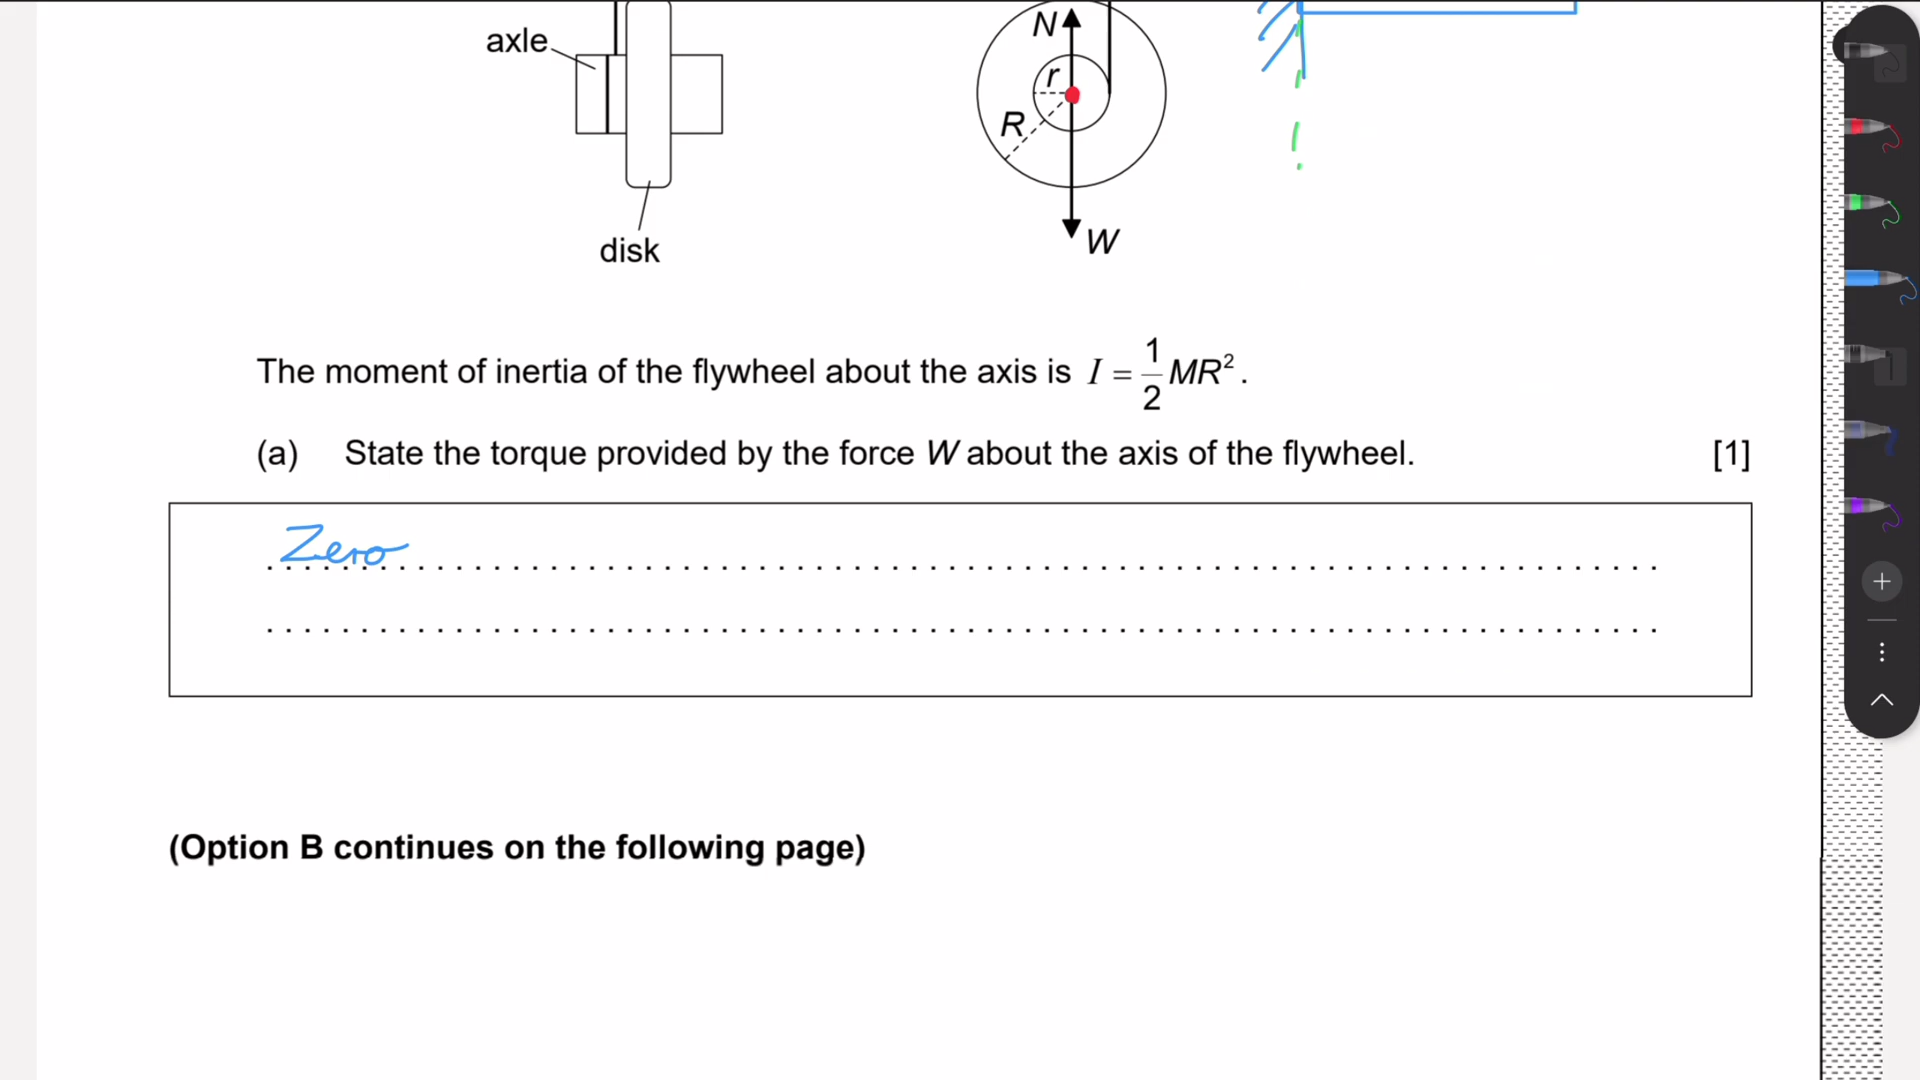 axle
N
r
R
W
disk
The moment of inertia of the flywheel about the axis is I = 1/2 MR².
(a) State the torque provided by the force W about the axis of the flywheel. [1]
Zero
(Option B continues on the following page)